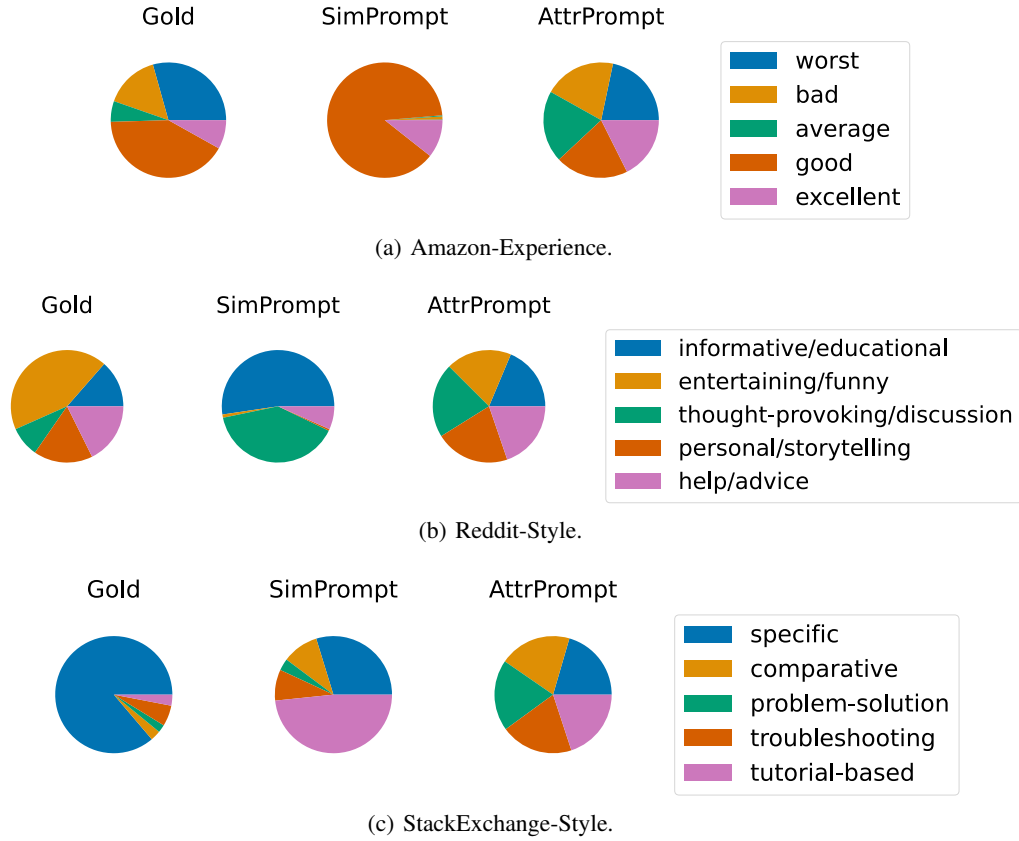 Gold SimPrompt AttrPrompt
worst
bad
average
good
excellent
(a) Amazon-Experience.
Gold SimPrompt AttrPrompt
informative/educational
entertaining/funny
thought-provoking/discussion
personal/storytelling
help/advice
(b) Reddit-Style.
Gold SimPrompt AttrPrompt
specific
comparative
problem-solution
troubleshooting
tutorial-based
(c) StackExchange-Style.